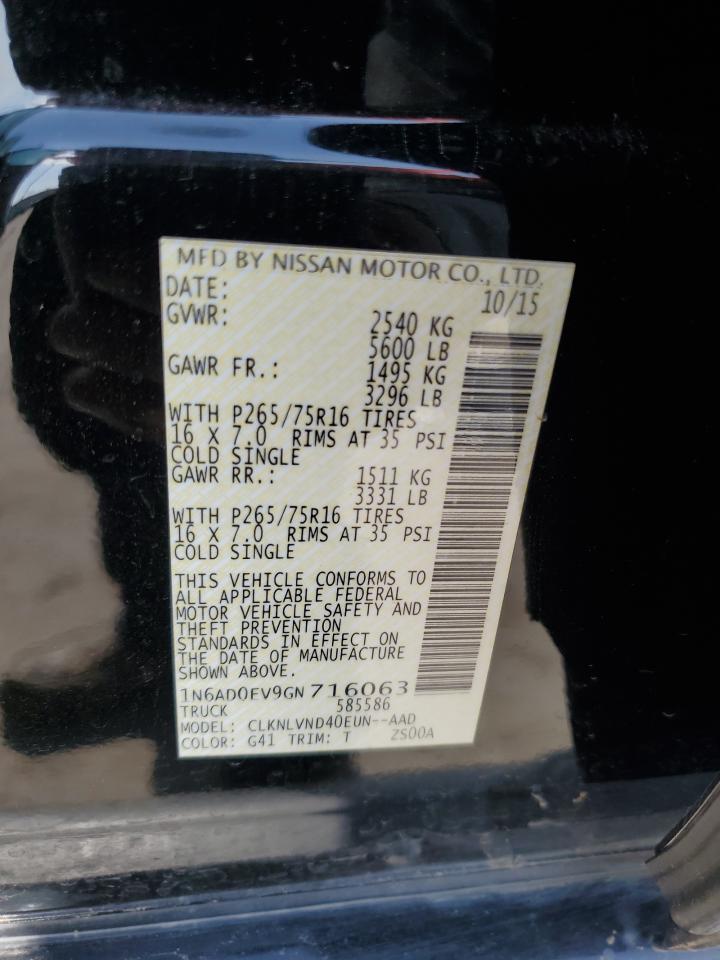 MFD BY NISSAN MOTOR CO., LTD.
DATE: 10/15
GVWR: 2540 KG
5600 LB
GAWR FR.: 1495 KG
3296 LB
WITH P265/75R16 TIRES
16 X 7.0 RIMS AT 35 PSI
COLD SINGLE
GAWR RR.: 1511 KG
3331 LB
WITH P265/75R16 TIRES
16 X 7.0 RIMS AT 35 PSI
COLD SINGLE
THIS VEHICLE CONFORMS TO
ALL APPLICABLE FEDERAL
MOTOR VEHICLE SAFETY AND
THEFT PREVENTION
STANDARDS IN EFFECT ON
THE DATE OF MANUFACTURE
SHOWN ABOVE.
1N6AD0EV9GN716063
TRUCK 585586
MODEL: CLKNLVND40EUN--AAD
COLOR: G41 TRIM: T ZS00A